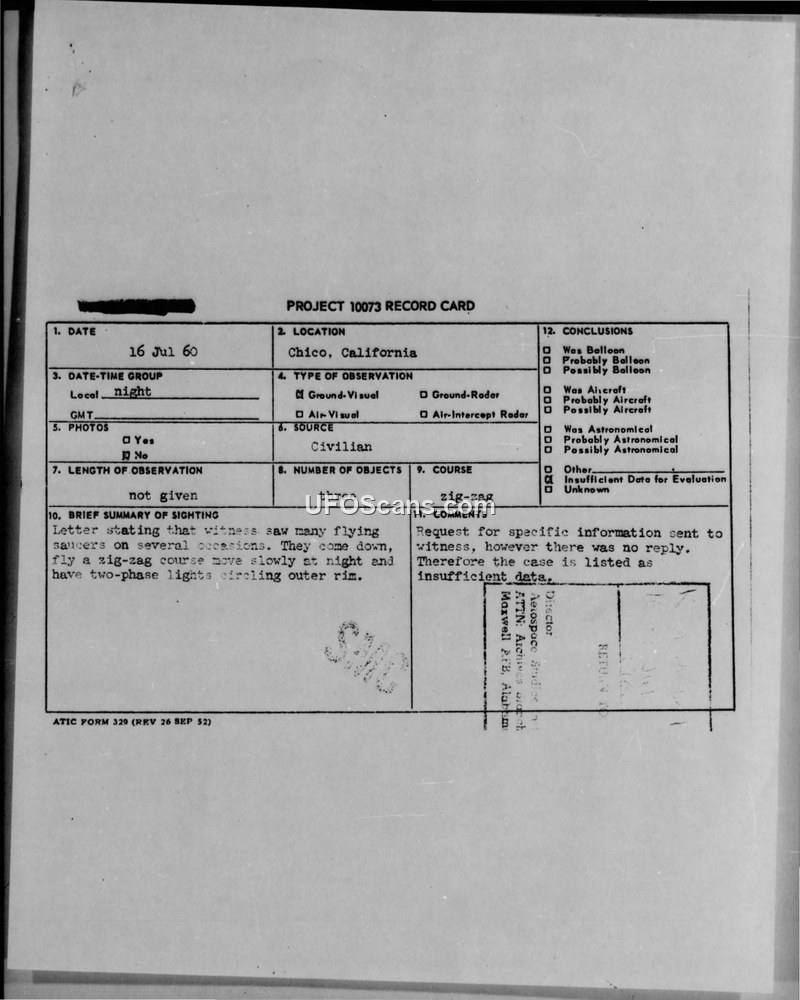 PROJECT 10073 RECORD CARD
1. DATE
16 Jul 60
2. LOCATION
Chico, California
3. DATE-TIME GROUP
Local night
GMT
4. TYPE OF OBSERVATION
Ground-Visual Ground-Radar
Air-Visual Air-Intercept Radar
5. PHOTOS
Yes
No
6. SOURCE
Civilian
7. LENGTH OF OBSERVATION
not given
8. NUMBER OF OBJECTS
three
9. COURSE
zig-zag
10. BRIEF SUMMARY OF SIGHTING
Letter stating that witness saw many flying
saucers on several occasions. They come down,
fly a zig-zag course move slowly at night and
have two-phase lights circling outer rim.
11. COMMENTS
Request for specific information sent to
witness, however there was no reply.
Therefore the case is listed as
insufficient data.
12. CONCLUSIONS
Was Balloon
Probably Balloon
Possibly Balloon
Was Aircraft
Probably Aircraft
Possibly Aircraft
Was Astronomical
Probably Astronomical
Possibly Astronomical
Other
Insufficient Data for Evaluation
Unknown
Director
Aerospace
ATTN: Archives
Maxwell AFB,
UFOScans.com
ATIC FORM 329 (REV 26 SEP 52)